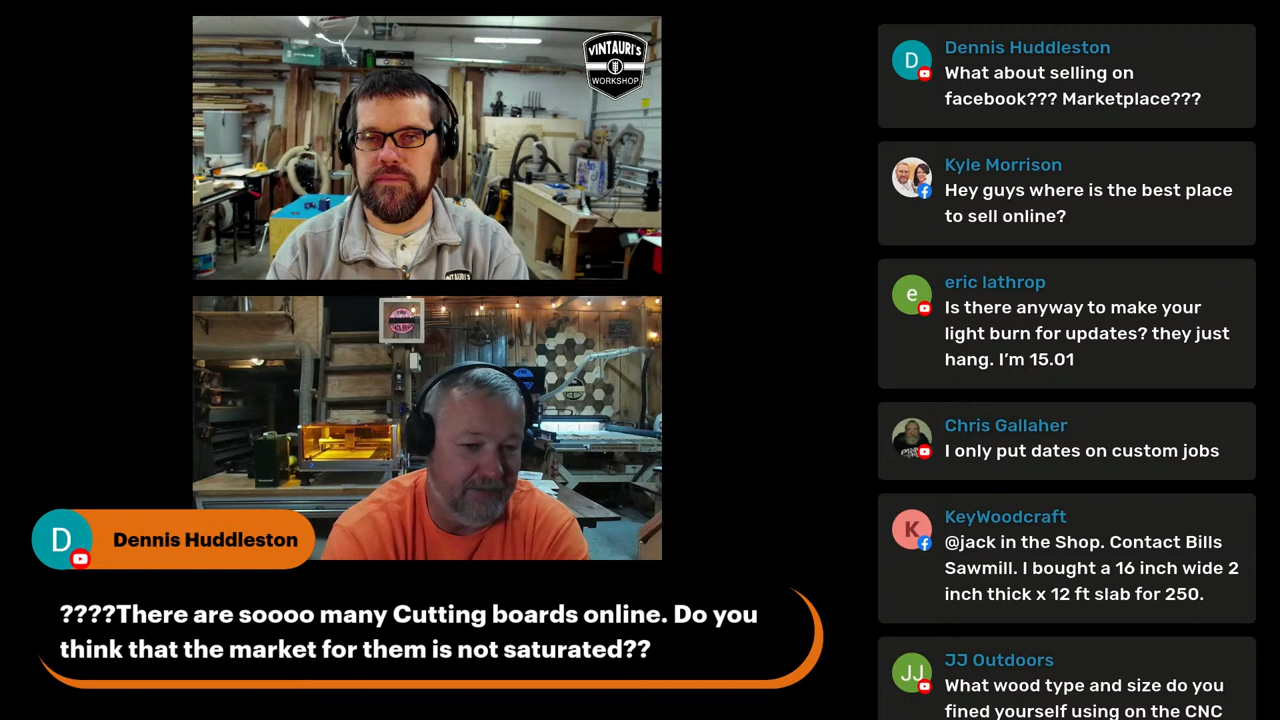 VINTAURI'S
WORKSHOP
VINTAURI'S
D
Dennis Huddleston
????There are soooo many Cutting boards online. Do you
think that the market for them is not saturated??
D
Dennis Huddleston
What about selling on
facebook??? Marketplace???
Kyle Morrison
Hey guys where is the best place
to sell online?
e
eric lathrop
Is there anyway to make your
light burn for updates? they just
hang. I’m 15.01
Chris Gallaher
I only put dates on custom jobs
K
KeyWoodcraft
@jack in the Shop. Contact Bills
Sawmill. I bought a 16 inch wide 2
inch thick x 12 ft slab for 250.
JJ
JJ Outdoors
What wood type and size do you
fined yourself using on the CNC